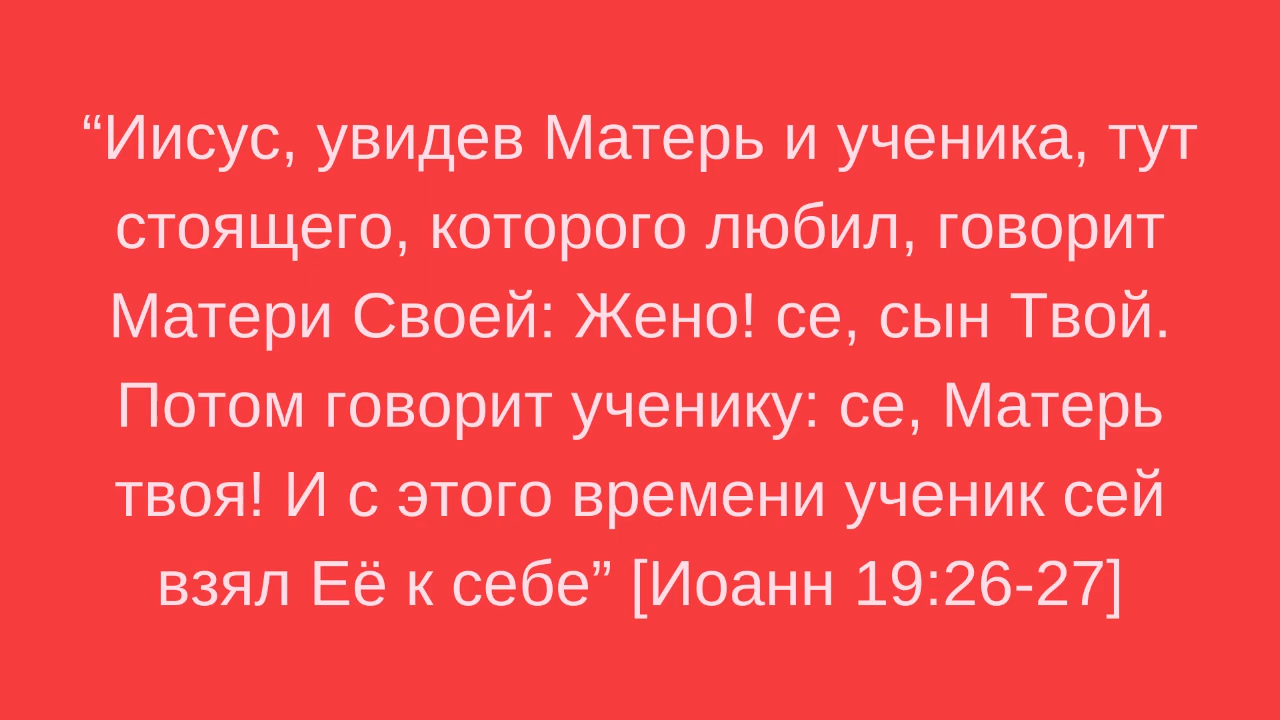 “Иисус, увидев Матерь и ученика, тут
стоящего, которого любил, говорит
Матери Своей: Жено! се, сын Твой.
Потом говорит ученику: се, Матерь
твоя! И с этого времени ученик сей
взял Её к себе” [Иоанн 19:26-27]